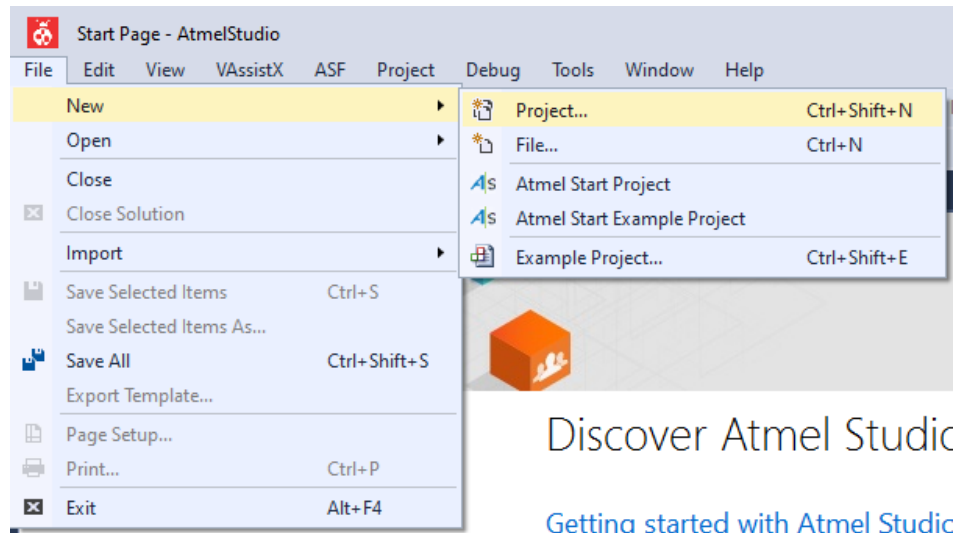 Start Page - AtmelStudio
File Edit View VAssistX ASF Project Debug Tools Window Help
New
Open
Close
Close Solution
Import
Save Selected Items Ctrl+S
Save Selected Items As...
Save All Ctrl+Shift+S
Export Template...
Page Setup...
Print... Ctrl+P
Exit Alt+F4
Project... Ctrl+Shift+N
File... Ctrl+N
Atmel Start Project
Atmel Start Example Project
Example Project... Ctrl+Shift+E
Discover Atmel Studio
Getting started with Atmel Studio